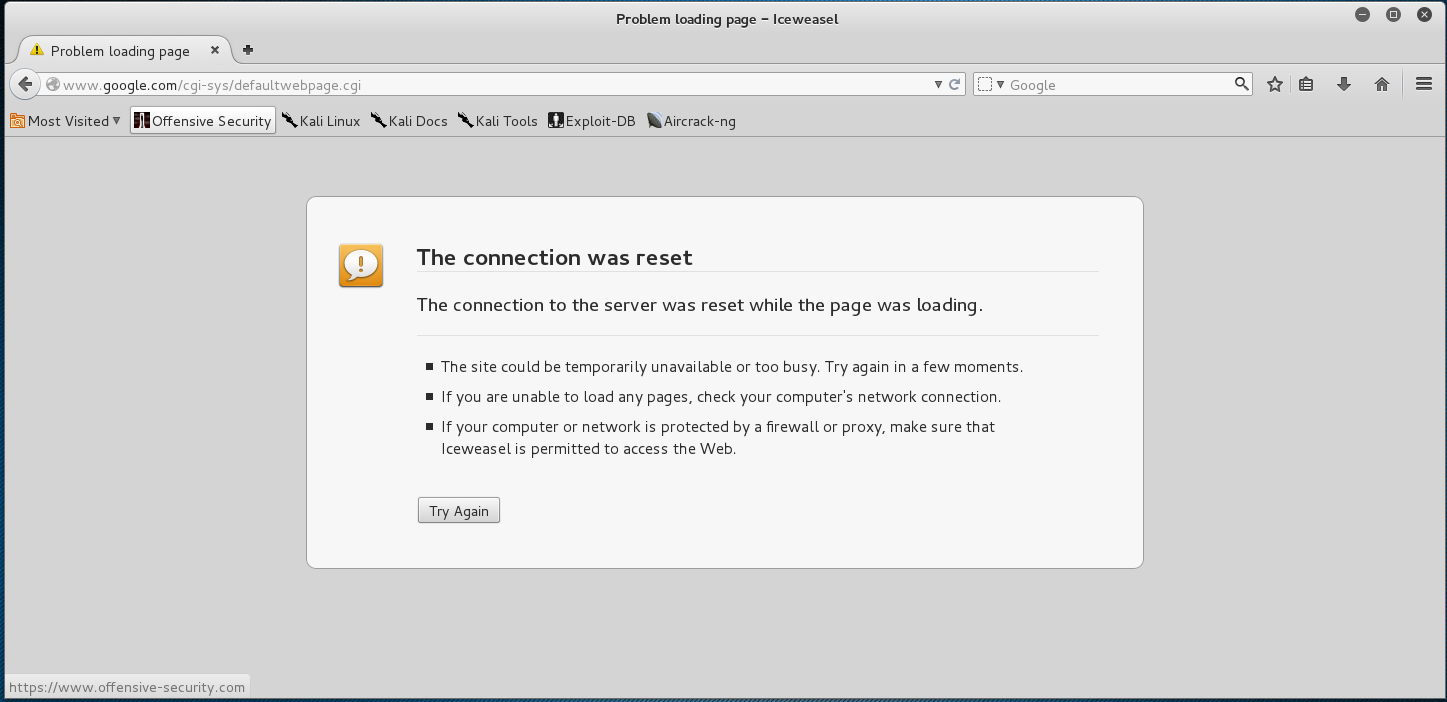 Problem loading page – Iceweasel
Problem loading page
www.google.com/cgi-sys/defaultwebpage.cgi
Google
Most Visited
Offensive Security
Kali Linux
Kali Docs
Kali Tools
Exploit-DB
Aircrack-ng
The connection was reset
The connection to the server was reset while the page was loading.
The site could be temporarily unavailable or too busy. Try again in a few moments.
If you are unable to load any pages, check your computer's network connection.
If your computer or network is protected by a firewall or proxy, make sure that
Iceweasel is permitted to access the Web.
Try Again
https://www.offensive-security.com